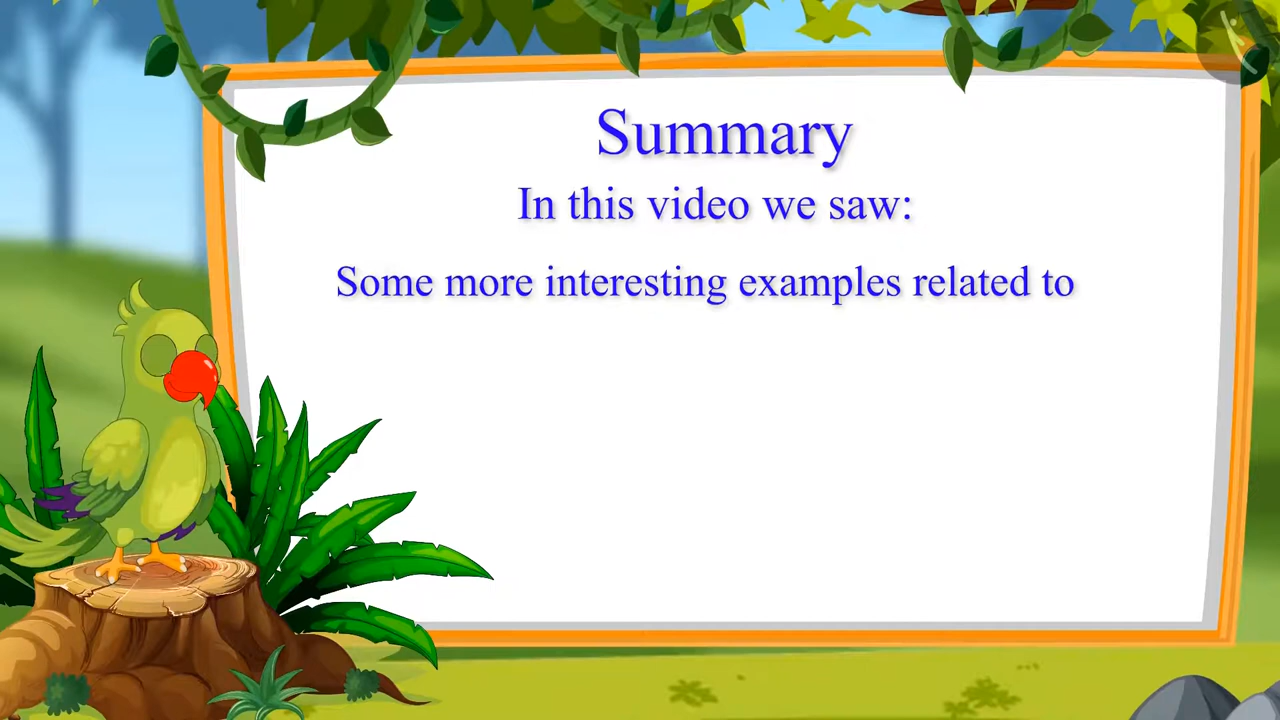 Summary
In this video we saw:
Some more interesting examples related to